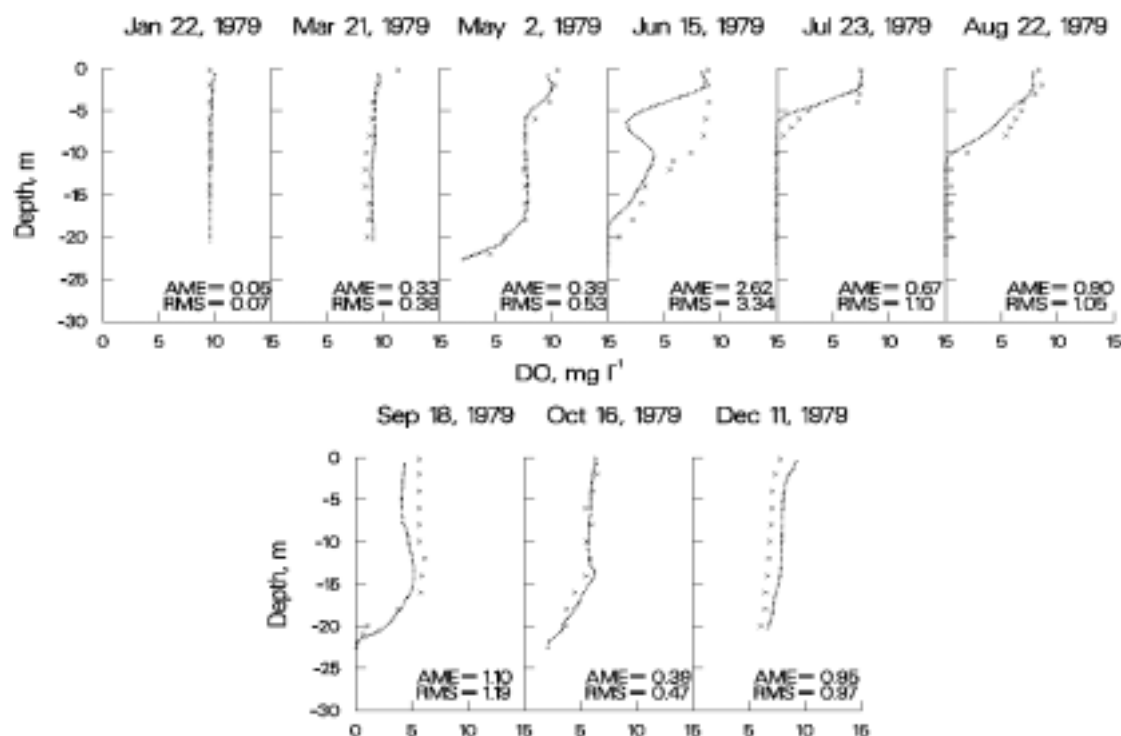 Jan 22, 1979 Mar 21, 1979 May 2, 1979 Jun 15, 1979 Jul 23, 1979 Aug 22, 1979
0
-5
-10
-15
-20
-25
-30
Depth, m
AME = 0.05 AME = 0.33 AME = 0.39 AME = 2.62 AME = 0.67 AME = 0.90
RMS = 0.07 RMS = 0.38 RMS = 0.53 RMS = 3.34 RMS = 1.10 RMS = 1.05
0 5 10 15 5 10 15 5 10 15 5 10 15 5 10 15 5 10 15
DO, mg l⁻¹
Sep 18, 1979 Oct 16, 1979 Dec 11, 1979
0
-5
-10
-15
-20
-25
-30
Depth, m
AME = 1.10 AME = 0.39 AME = 0.95
RMS = 1.19 RMS = 0.47 RMS = 0.97
0 5 10 15 5 10 15 5 10 15